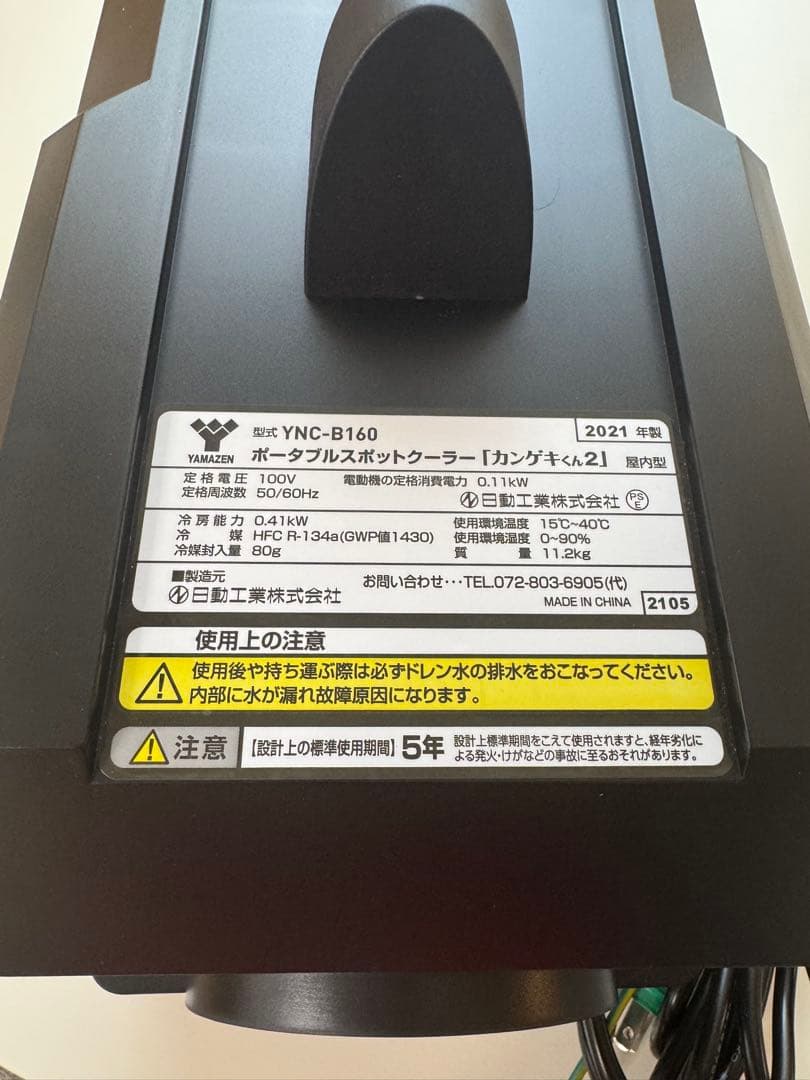 YAMAZEN
型式 YNC-B160
2021 年製
ポータブルスポットクーラー「カンゲキくん2」 屋内型
定格電圧 100V 電動機の定格消費電力 0.11kW
定格周波数 50/60Hz
日動工業株式会社 PSE
冷房能力 0.41kW 使用環境温度 15℃~40℃
冷媒 HFC R-134a(GWP値1430) 使用環境湿度 0~90%
冷媒封入量 80g 質量 11.2kg
■製造元 お問い合わせ･･･TEL.072-803-6905(代)
日動工業株式会社
MADE IN CHINA 2105
使用上の注意
使用後や持ち運ぶ際は必ずドレン水の排水をおこなってください。
内部に水が漏れ故障原因になります。
注意 【設計上の標準使用期間】 5年
設計上標準期間をこえて使用されますと、経年劣化に
よる発火・けがなどの事故に至るおそれがあります。